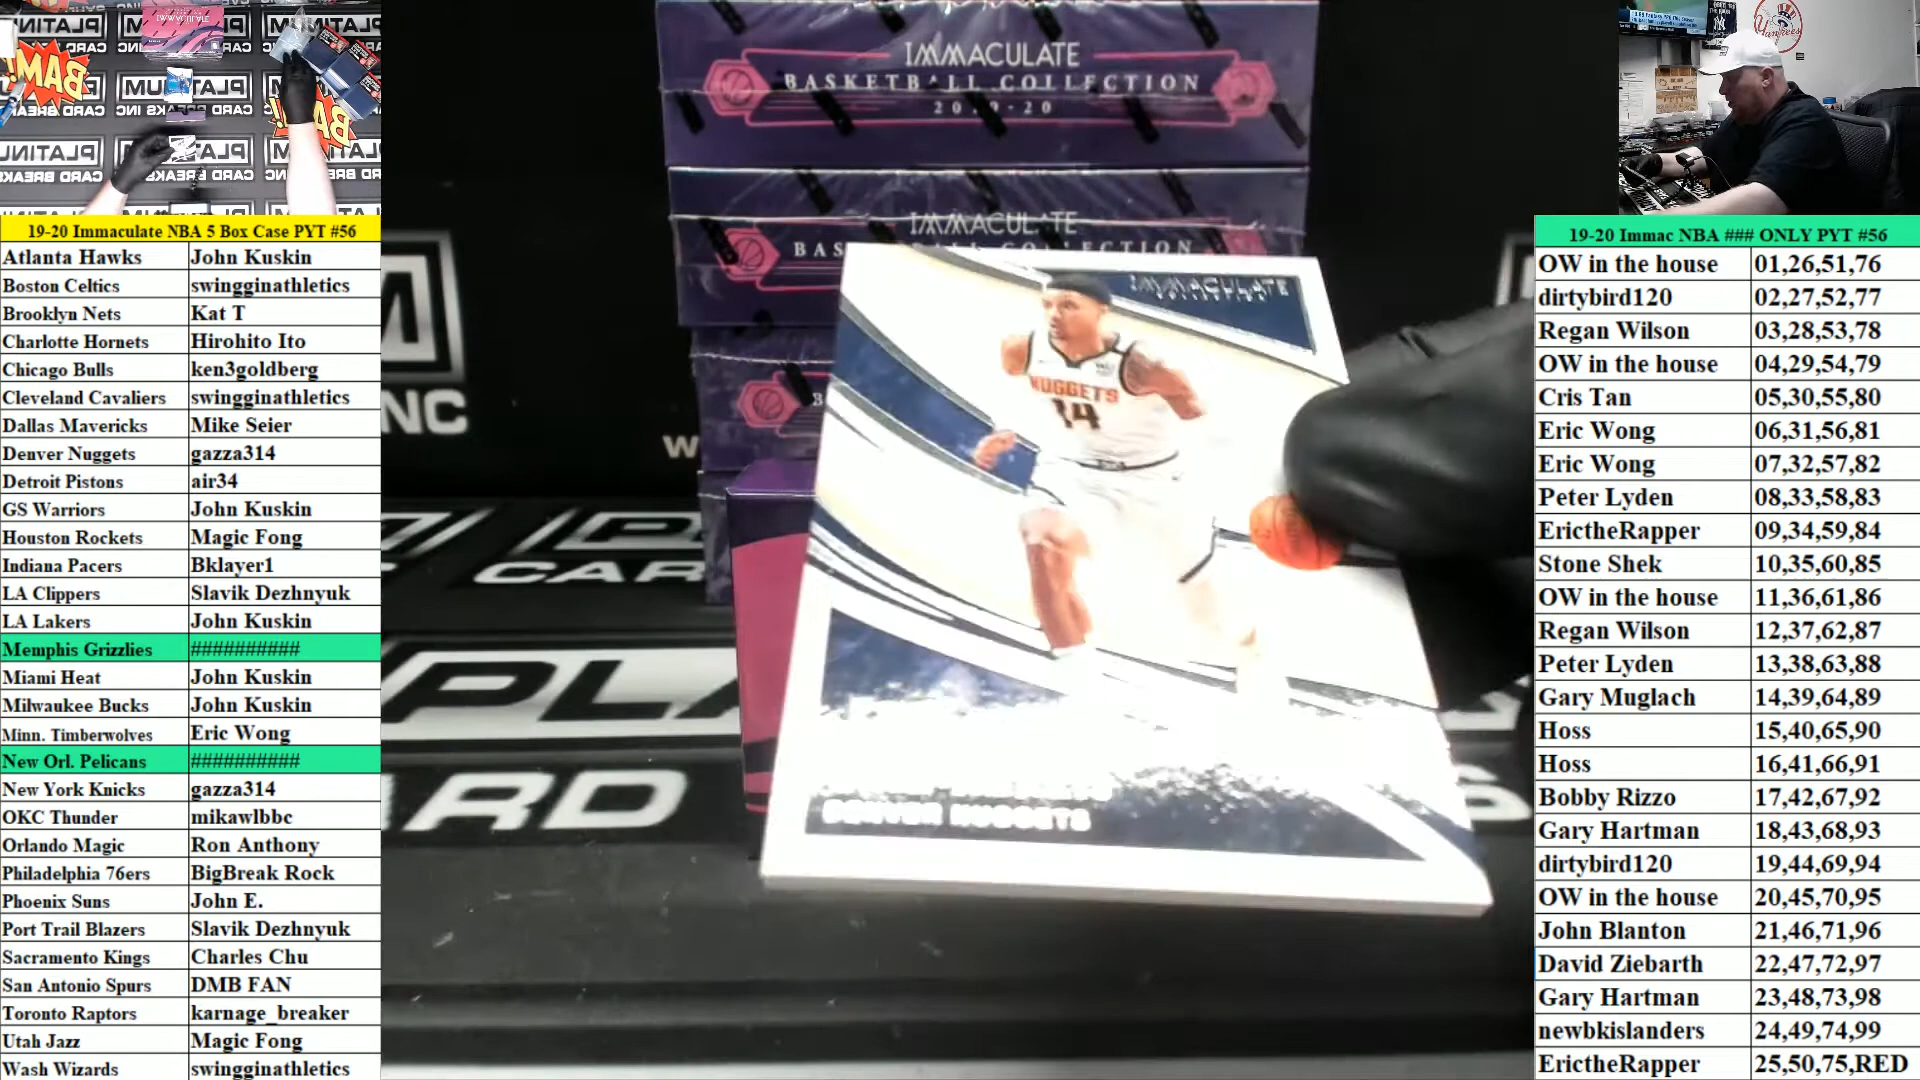 19-20 Immaculate NBA 5 Box Case PYT #56
Atlanta Hawks John Kuskin
Boston Celtics swingginathletics
Brooklyn Nets Kat T
Charlotte Hornets Hirohito Ito
Chicago Bulls ken3goldberg
Cleveland Cavaliers swingginathletics
Dallas Mavericks Mike Seier
Denver Nuggets gazza314
Detroit Pistons air34
GS Warriors John Kuskin
Houston Rockets Magic Fong
Indiana Pacers Bklayer1
LA Clippers Slavik Dezhnyuk
LA Lakers John Kuskin
Memphis Grizzlies ##########
Miami Heat John Kuskin
Milwaukee Bucks John Kuskin
Minn. Timberwolves Eric Wong
New Orl. Pelicans ##########
New York Knicks gazza314
OKC Thunder mikawlbbc
Orlando Magic Ron Anthony
Philadelphia 76ers BigBreak Rock
Phoenix Suns John E.
Port Trail Blazers Slavik Dezhnyuk
Sacramento Kings Charles Chu
San Antonio Spurs DMB FAN
Toronto Raptors karnage_breaker
Utah Jazz Magic Fong
Wash Wizards swingginathletics
IMMACULATE
BASKETBALL COLLECTION
2019-20
IMMACULATE
BASKETBALL COLLECTION
IMMACULATE
COLLECTION
NUGGETS
14
DENVER NUGGETS
Yankees
19-20 Immac NBA ### ONLY PYT #56
OW in the house 01,26,51,76
dirtybird120 02,27,52,77
Regan Wilson 03,28,53,78
OW in the house 04,29,54,79
Cris Tan 05,30,55,80
Eric Wong 06,31,56,81
Eric Wong 07,32,57,82
Peter Lyden 08,33,58,83
ErictheRapper 09,34,59,84
Stone Shek 10,35,60,85
OW in the house 11,36,61,86
Regan Wilson 12,37,62,87
Peter Lyden 13,38,63,88
Gary Muglach 14,39,64,89
Hoss 15,40,65,90
Hoss 16,41,66,91
Bobby Rizzo 17,42,67,92
Gary Hartman 18,43,68,93
dirtybird120 19,44,69,94
OW in the house 20,45,70,95
John Blanton 21,46,71,96
David Ziebarth 22,47,72,97
Gary Hartman 23,48,73,98
newbkislanders 24,49,74,99
ErictheRapper 25,50,75,RED